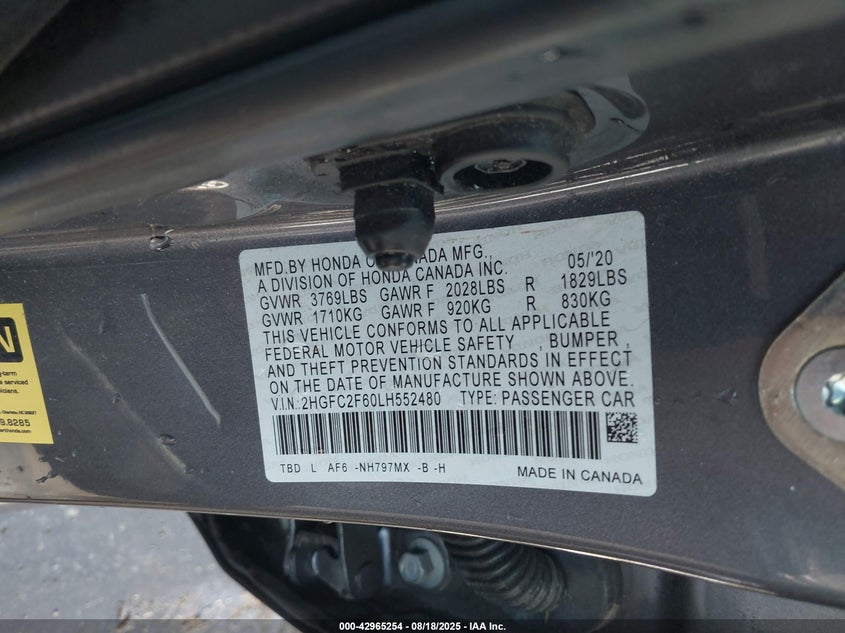 MFD.BY HONDA OF CANADA MFG., 05/'20
A DIVISION OF HONDA CANADA INC.
GVWR 3769LBS GAWR F 2028LBS R 1829LBS
GVWR 1710KG GAWR F 920KG R 830KG
THIS VEHICLE CONFORMS TO ALL APPLICABLE
FEDERAL MOTOR VEHICLE SAFETY , BUMPER ,
AND THEFT PREVENTION STANDARDS IN EFFECT
ON THE DATE OF MANUFACTURE SHOWN ABOVE.
V.I.N: 2HGFC2F60LH552480 TYPE: PASSENGER CAR
TBD L AF6 -NH797MX -B -H MADE IN CANADA
N
serviced
9.8285
000-42965254 | 08/18/2025 - IAA Inc.